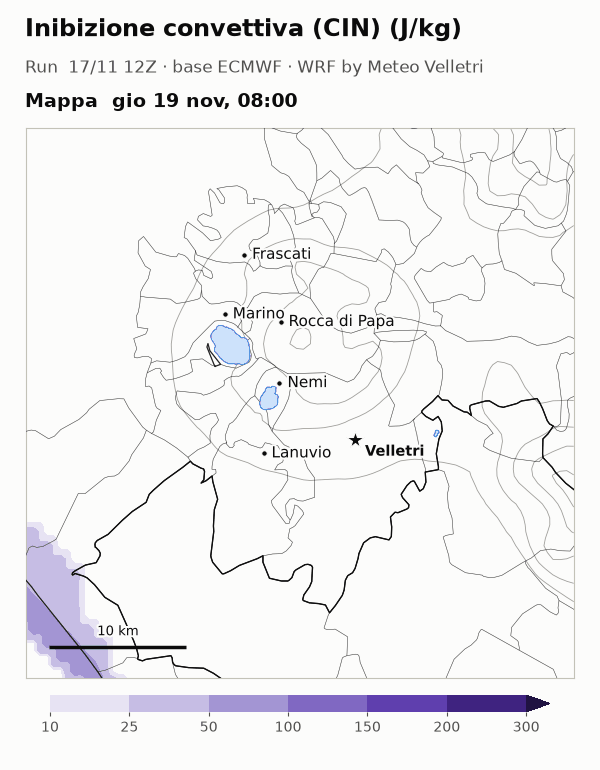 Inibizione convettiva (CIN) (J/kg)
Run  17/11 12Z · base ECMWF · WRF by Meteo Velletri
Mappa  gio 19 nov, 08:00
Frascati
Marino
Rocca di Papa
Nemi
Velletri
Lanuvio
10 km
10 25 50 100 150 200 300